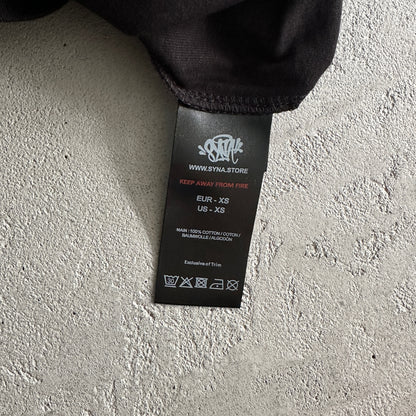 SYNA
WWW.SYNA.STORE
KEEP AWAY FROM FIRE
EUR - XS
US - XS
MAIN : 100% COTTON / COTON /
BAUMWOLLE / ALGODÓN
Exclusive of Trim